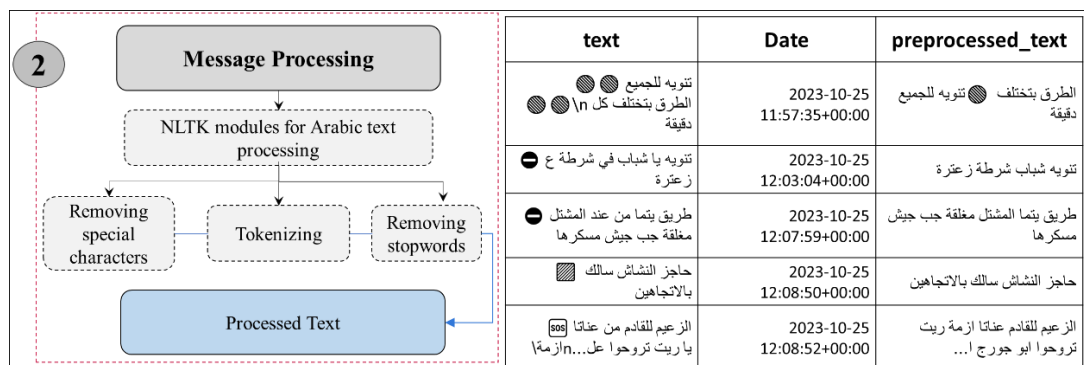 2
Message Processing
NLTK modules for Arabic text
processing
Removing
special
characters
Tokenizing
Removing
stopwords
Processed Text
text
Date
preprocessed_text
تنويه للجميع
الطرق بتختلف كل n\
دقيقة
2023-10-25
11:57:35+00:00
الطرق بتختلف تنويه للجميع
دقيقة
تنويه يا شباب في شرطة ع
زعترة
2023-10-25
12:03:04+00:00
تنويه شباب شرطة زعترة
طريق يتما من عند المشتل
مغلقة جب جيش مسكرها
2023-10-25
12:07:59+00:00
طريق يتما المشتل مغلقة جب جيش
مسكرها
حاجز النشاش سالك
بالاتجاهين
2023-10-25
12:08:50+00:00
حاجز النشاش سالك بالاتجاهين
الزعيم للقادم من عناتا SOS
يا ريت تروحوا عل...nازمة\
2023-10-25
12:08:52+00:00
الزعيم للقادم عناتا ازمة ريت
تروحوا ابو جورج ا...